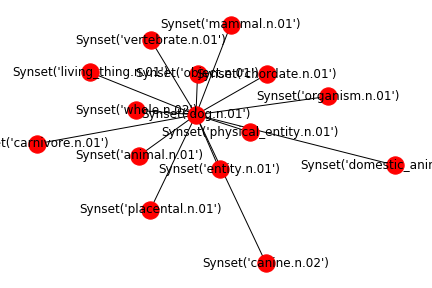 Synset('mammal.n.01')
Synset('vertebrate.n.01')
Synset('living_thing.n.01')
Synset('object.n.01')
Synset('chordate.n.01')
Synset('organism.n.01')
Synset('whole.n.02')
Synset('dog.n.01')
Synset('physical_entity.n.01')
et('carnivore.n.01')
Synset('animal.n.01')
Synset('entity.n.01')
Synset('domestic_ani
Synset('placental.n.01')
Synset('canine.n.02')